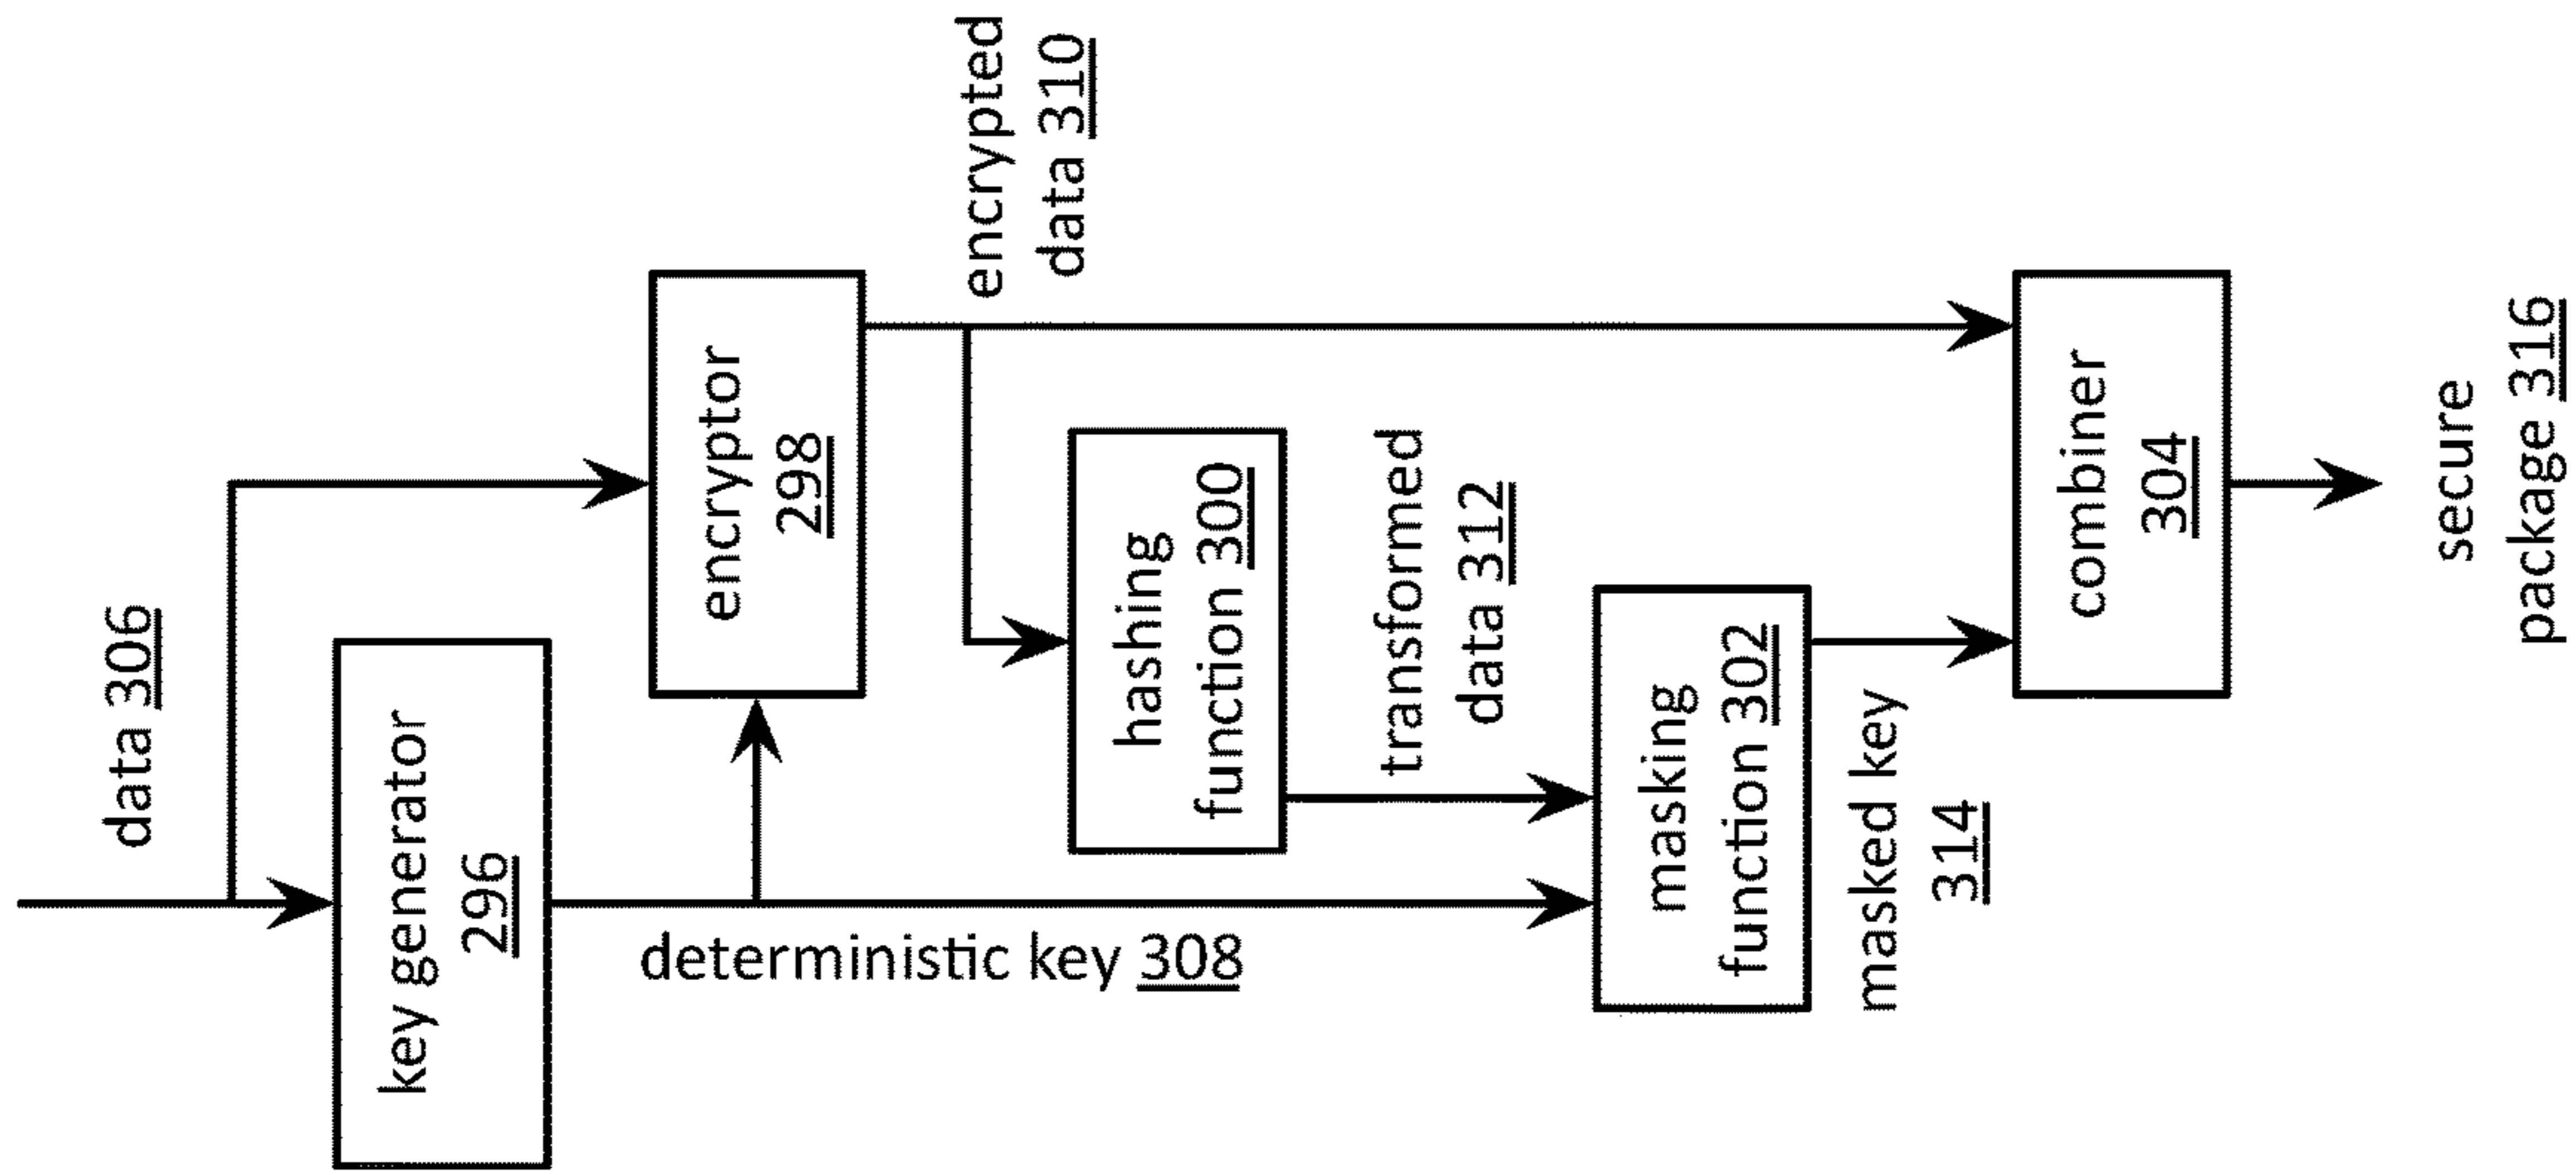 data 306
key generator
296
encryptor
298
deterministic key 308
encrypted
data 310
hashing
function 300
transformed
data 312
masking
function 302
masked key
314
combiner
304
secure
package 316